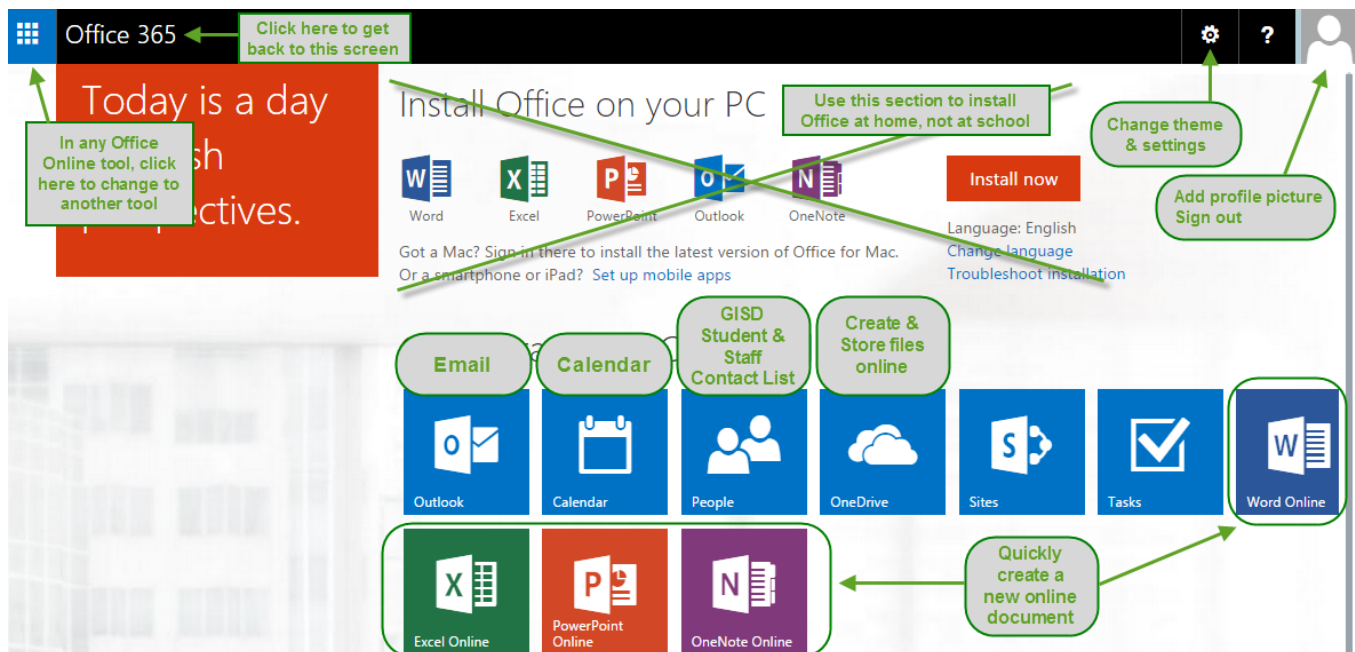 Office 365
Click here to get
back to this screen
?
Today is a day
sh
ectives.
In any Office
Online tool, click
here to change to
another tool
Install Office on your PC
Use this section to install
Office at home, not at school
Change theme
& settings
Add profile picture
Sign out
Word
Excel
PowerPoint
Outlook
OneNote
Install now
Language: English
Change language
Troubleshoot installation
Got a Mac? Sign in there to install the latest version of Office for Mac.
Or a smartphone or iPad? Set up mobile apps
Email
Calendar
GISD
Student &
Staff
Contact List
Create &
Store files
online
Outlook
Calendar
People
OneDrive
Sites
Tasks
Word Online
Excel Online
PowerPoint
Online
OneNote Online
Quickly
create a
new online
document